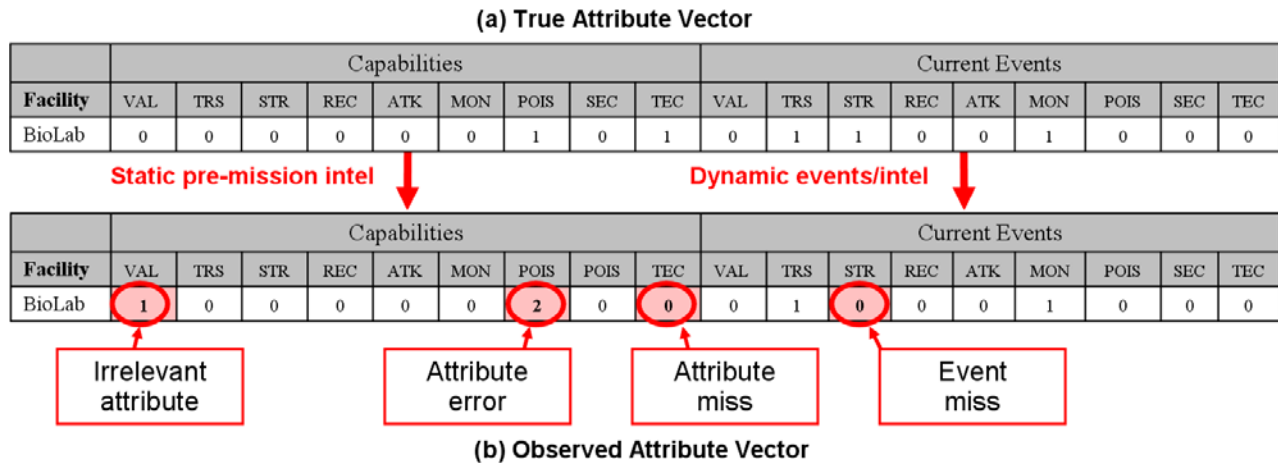 (a) True Attribute Vector
Capabilities Current Events
Facility VAL TRS STR REC ATK MON POIS SEC TEC VAL TRS STR REC ATK MON POIS SEC TEC
BioLab 0 0 0 0 0 0 1 0 1 0 1 1 0 0 1 0 0 0
Static pre-mission intel Dynamic events/intel
Capabilities Current Events
Facility VAL TRS STR REC ATK MON POIS POIS TEC VAL TRS STR REC ATK MON POIS SEC TEC
BioLab 1 0 0 0 0 0 2 0 0 0 1 0 0 0 1 0 0 0
Irrelevant attribute
Attribute error
Attribute miss
Event miss
(b) Observed Attribute Vector